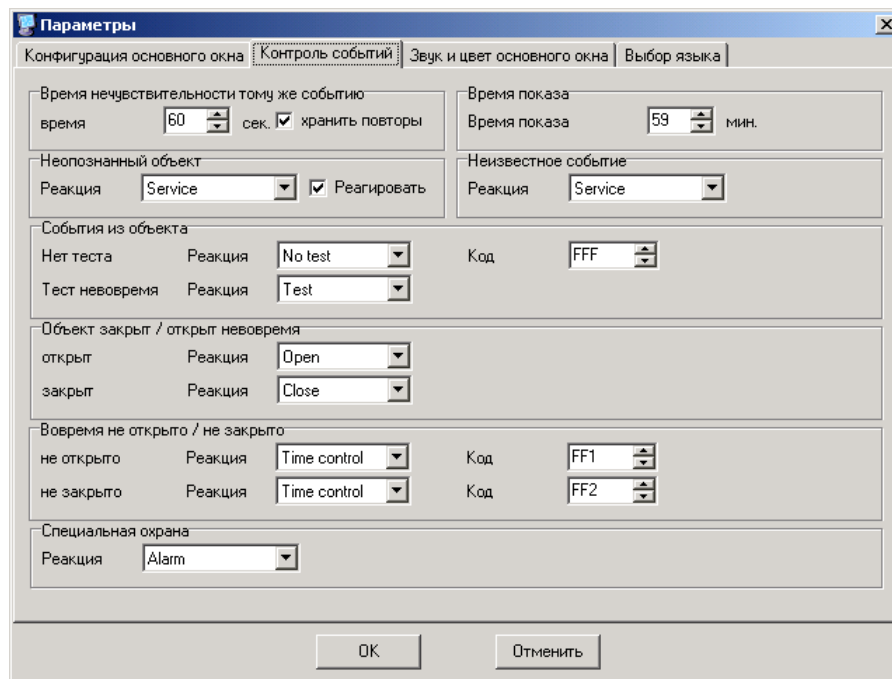 Параметры
Конфигурация основного окна Контроль событий Звук и цвет основного окна Выбор языка
Время нечувствительности тому же событию
время 60 сек. хранить повторы
Время показа
Время показа 59 мин.
Неопознанный объект
Реакция Service Реагировать
Неизвестное событие
Реакция Service
События из объекта
Нет теста Реакция No test Код FFF
Тест невовремя Реакция Test
Объект закрыт / открыт невовремя
открыт Реакция Open
закрыт Реакция Close
Вовремя не открыто / не закрыто
не открыто Реакция Time control Код FF1
не закрыто Реакция Time control Код FF2
Специальная охрана
Реакция Alarm
OK Отменить